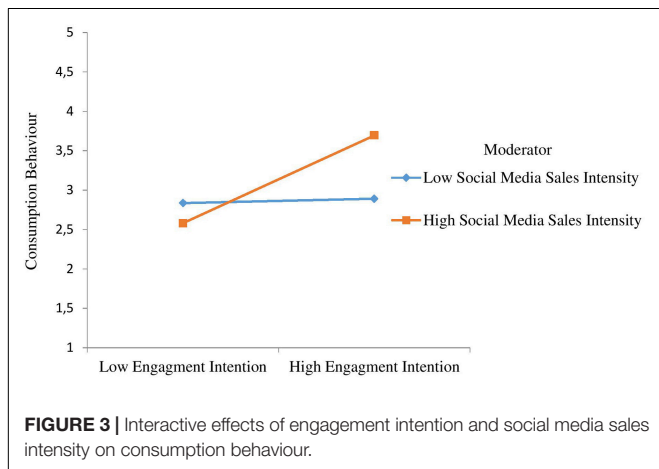 5
4,5
4
3,5
3
2,5
2
1,5
1
Consumption Behaviour
Low Engagment Intention
High Engagment Intention
Moderator
Low Social Media Sales Intensity
High Social Media Sales Intensity
FIGURE 3 | Interactive effects of engagement intention and social media sales
intensity on consumption behaviour.